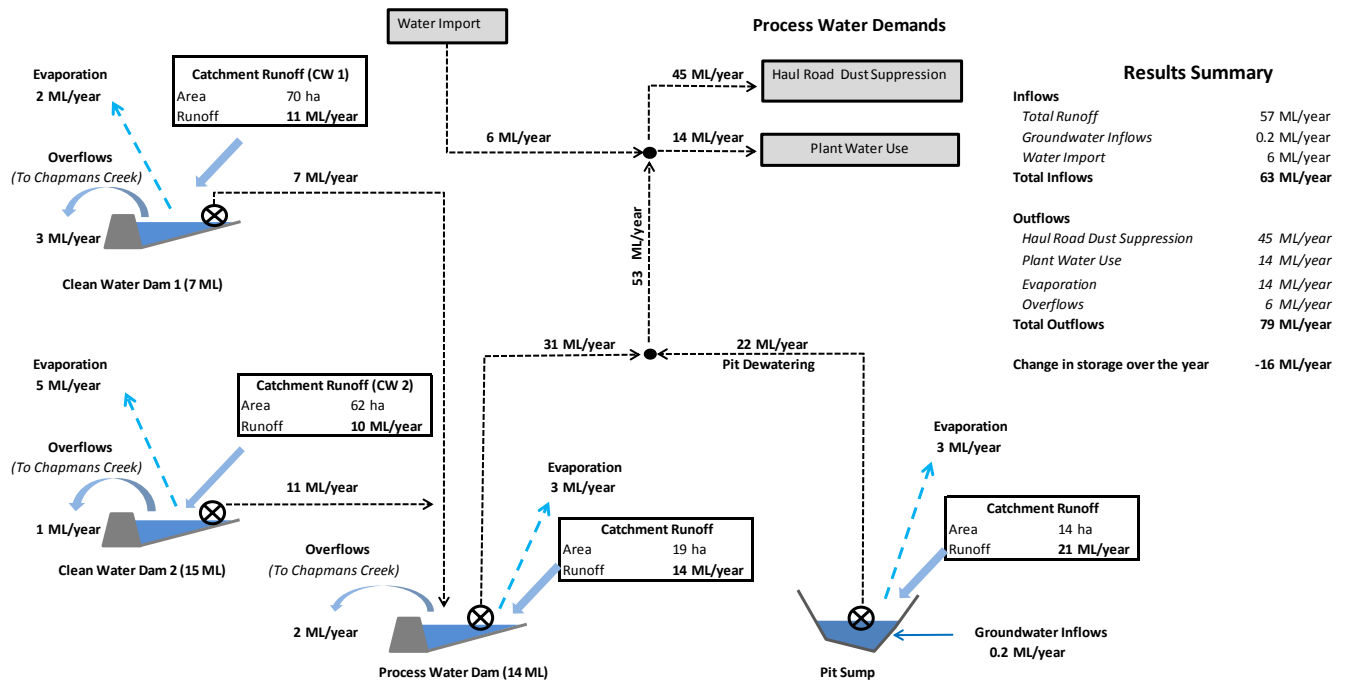 Water Import
Process Water Demands
45 ML/year
Haul Road Dust Suppression
6 ML/year
14 ML/year
Plant Water Use
53 ML/year
Evaporation
2 ML/year
Catchment Runoff (CW 1)
Area 70 ha
Runoff 11 ML/year
Overflows
(To Chapmans Creek)
7 ML/year
3 ML/year
Clean Water Dam 1 (7 ML)
Evaporation
5 ML/year
Catchment Runoff (CW 2)
Area 62 ha
Runoff 10 ML/year
Overflows
(To Chapmans Creek)
11 ML/year
1 ML/year
Clean Water Dam 2 (15 ML)
31 ML/year
22 ML/year
Pit Dewatering
Evaporation
3 ML/year
Catchment Runoff
Area 19 ha
Runoff 14 ML/year
Overflows
(To Chapmans Creek)
2 ML/year
Process Water Dam (14 ML)
Evaporation
3 ML/year
Catchment Runoff
Area 14 ha
Runoff 21 ML/year
Groundwater Inflows
0.2 ML/year
Pit Sump
Results Summary
Inflows
Total Runoff 57 ML/year
Groundwater Inflows 0.2 ML/year
Water Import 6 ML/year
Total Inflows 63 ML/year
Outflows
Haul Road Dust Suppression 45 ML/year
Plant Water Use 14 ML/year
Evaporation 14 ML/year
Overflows 6 ML/year
Total Outflows 79 ML/year
Change in storage over the year -16 ML/year